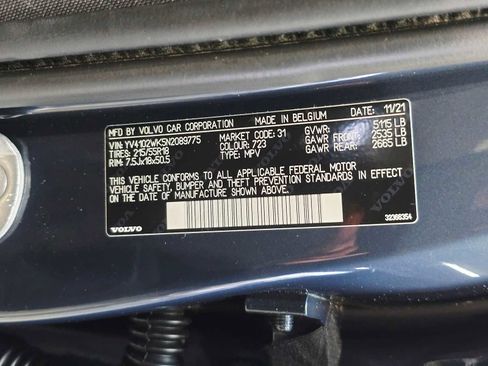 MFD BY VOLVO CAR CORPORATION MADE IN BELGIUM 11/21
VIN: YV4102WK5N2089775 MARKET CODE: 31 GVWR: 5115 LB
TIRES: 215/55R18 COLOUR: 723 GAWR FRONT: 2535 LB
RIM: 7.5Jx18x50.5 TYPE: MPV GAWR REAR: 2665 LB
THIS VEHICLE CONFORMS TO ALL APPLICABLE FEDERAL MOTOR
VEHICLE SAFETY, BUMPER AND THEFT PREVENTION STANDARDS IN EFFECT
ON THE DATE OF MANUFACTURE SHOWN ABOVE.
VOLVO 32366354